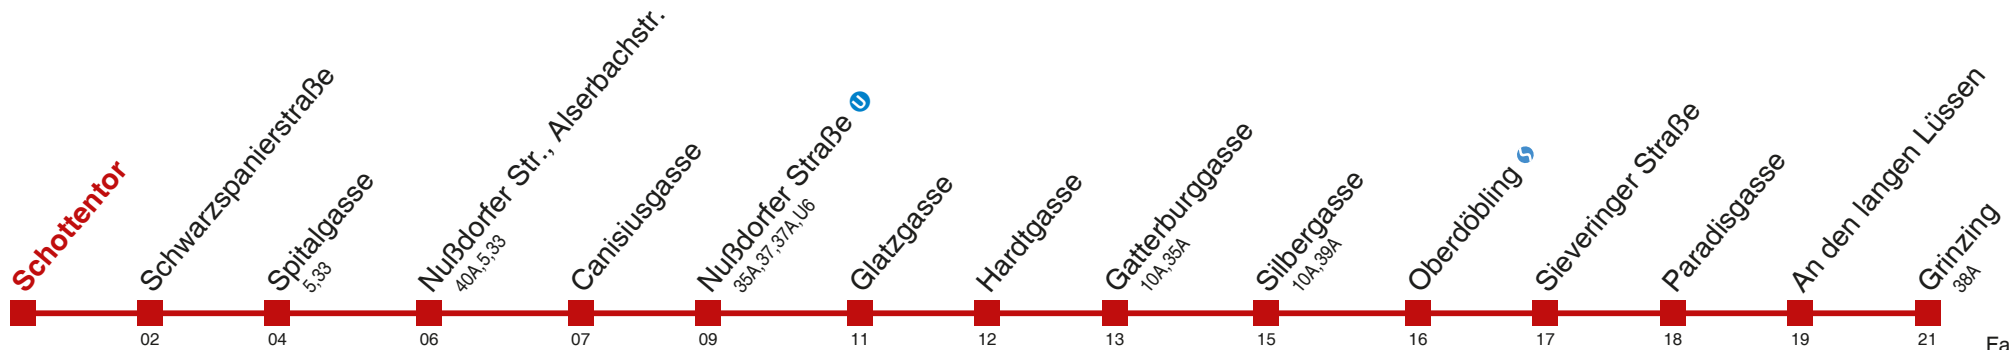 Schottentor
Schwarzspanierstraße
Spitalgasse
5,33
Nußdorfer Str., Alserbachstr.
40A,5,33
Canisiusgasse
Nußdorfer Straße U
35A,37,37A,U6
Glatzgasse
Hardtgasse
Gatterburggasse
10A,35A
Silbergasse
10A,39A
Oberdöbling S
Sieveringer Straße
Paradisgasse
An den langen Lüssen
Grinzing
38A
02 04 06 07 09 11 12 13 15 16 17 18 19 21 Fa